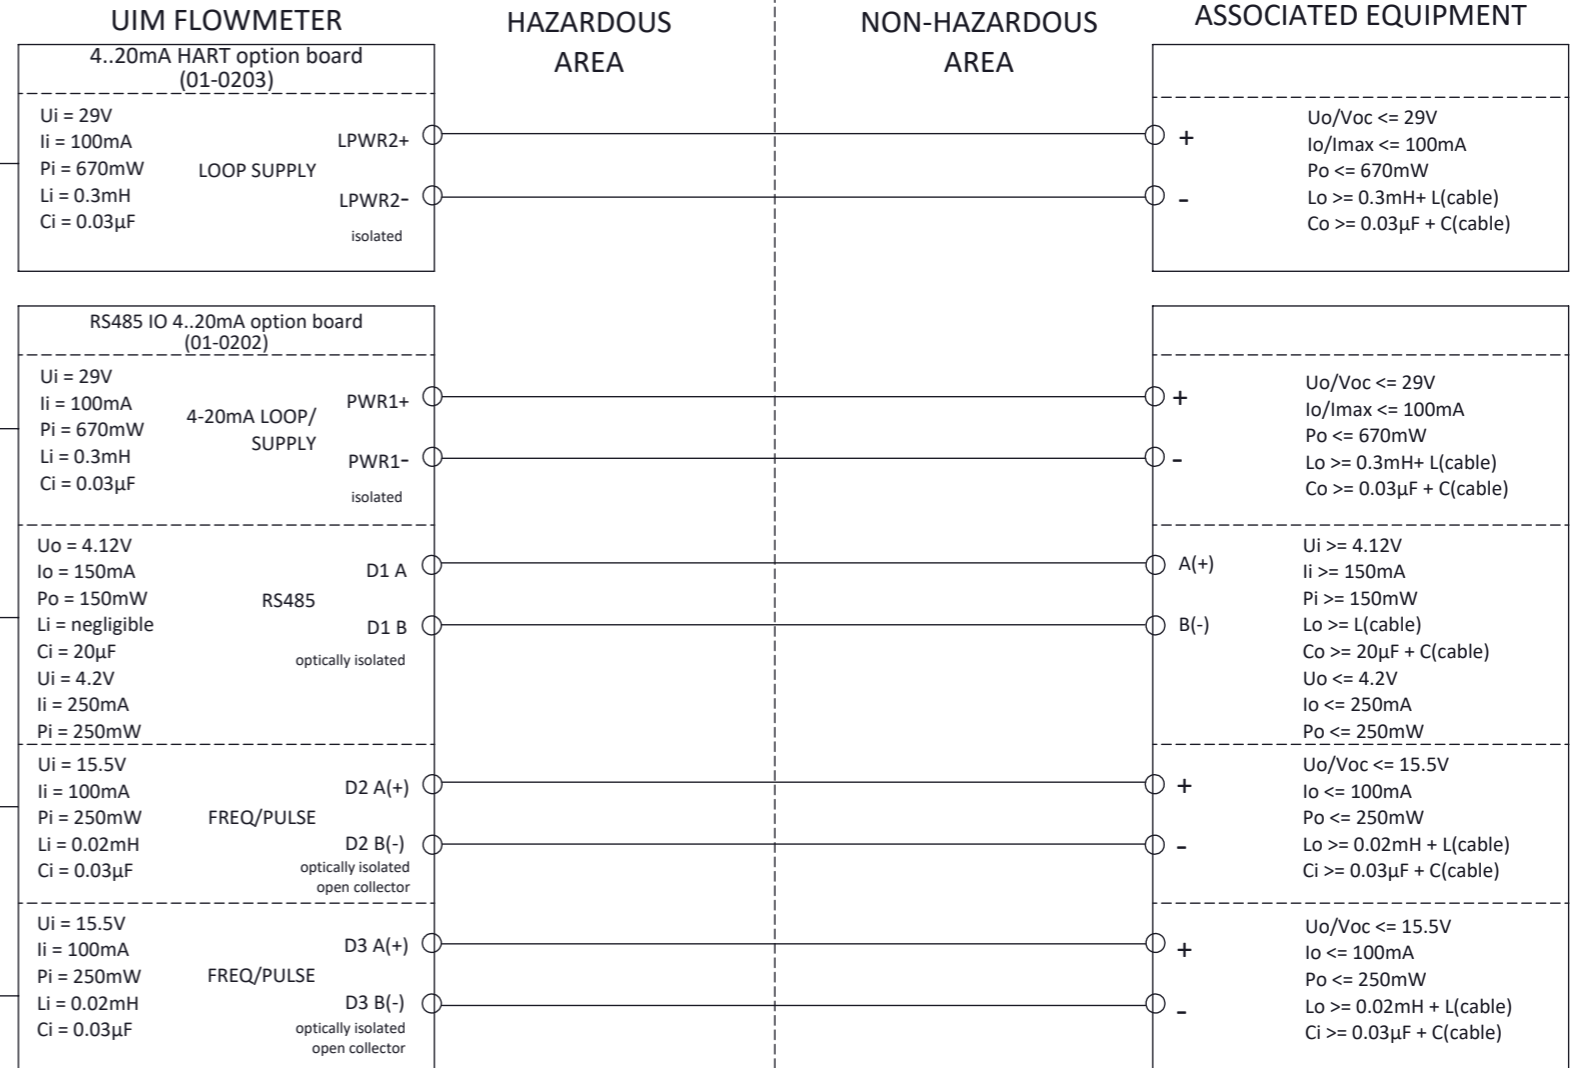 UIM FLOWMETER
HAZARDOUS
AREA
NON-HAZARDOUS
AREA
ASSOCIATED EQUIPMENT
4..20mA HART option board
(01-0203)
Ui = 29V
Ii = 100mA
Pi = 670mW
Li = 0.3mH
Ci = 0.03µF
LOOP SUPPLY
LPWR2+
LPWR2-
isolated
+
-
Uo/Voc <= 29V
Io/Imax <= 100mA
Po <= 670mW
Lo >= 0.3mH+ L(cable)
Co >= 0.03µF + C(cable)
RS485 IO 4..20mA option board
(01-0202)
Ui = 29V
Ii = 100mA
Pi = 670mW
Li = 0.3mH
Ci = 0.03µF
4-20mA LOOP/
SUPPLY
PWR1+
PWR1-
isolated
+
-
Uo/Voc <= 29V
Io/Imax <= 100mA
Po <= 670mW
Lo >= 0.3mH+ L(cable)
Co >= 0.03µF + C(cable)
Uo = 4.12V
Io = 150mA
Po = 150mW
Li = negligible
Ci = 20µF
Ui = 4.2V
Ii = 250mA
Pi = 250mW
RS485
D1 A
D1 B
optically isolated
A(+)
B(-)
Ui >= 4.12V
Ii >= 150mA
Pi >= 150mW
Lo >= L(cable)
Co >= 20µF + C(cable)
Uo <= 4.2V
Io <= 250mA
Po <= 250mW
Ui = 15.5V
Ii = 100mA
Pi = 250mW
Li = 0.02mH
Ci = 0.03µF
FREQ/PULSE
D2 A(+)
D2 B(-)
optically isolated
open collector
+
-
Uo/Voc <= 15.5V
Io <= 100mA
Po <= 250mW
Lo >= 0.02mH + L(cable)
Ci >= 0.03µF + C(cable)
Ui = 15.5V
Ii = 100mA
Pi = 250mW
Li = 0.02mH
Ci = 0.03µF
FREQ/PULSE
D3 A(+)
D3 B(-)
optically isolated
open collector
+
-
Uo/Voc <= 15.5V
Io <= 100mA
Po <= 250mW
Lo >= 0.02mH + L(cable)
Ci >= 0.03µF + C(cable)